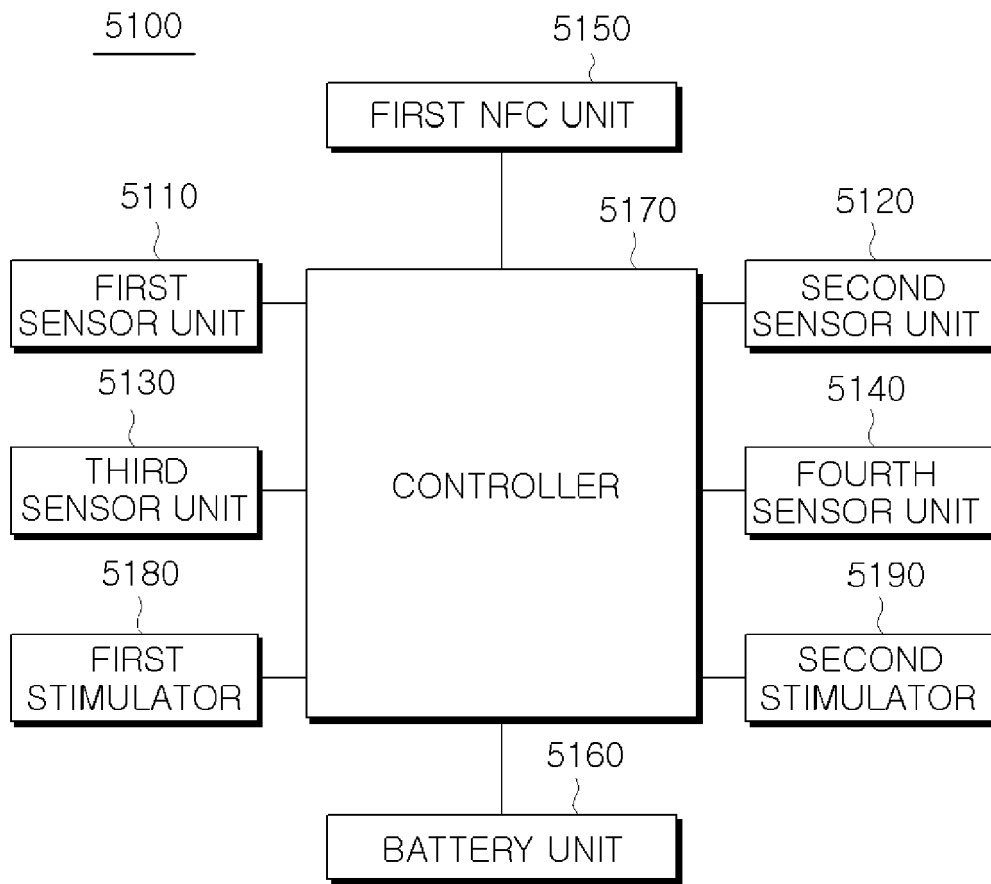 5100
5150
FIRST NFC UNIT
5110
5170
5120
FIRST
SENSOR UNIT
SECOND
SENSOR UNIT
5130
5140
THIRD
SENSOR UNIT
CONTROLLER
FOURTH
SENSOR UNIT
5180
5190
FIRST
STIMULATOR
SECOND
STIMULATOR
5160
BATTERY UNIT